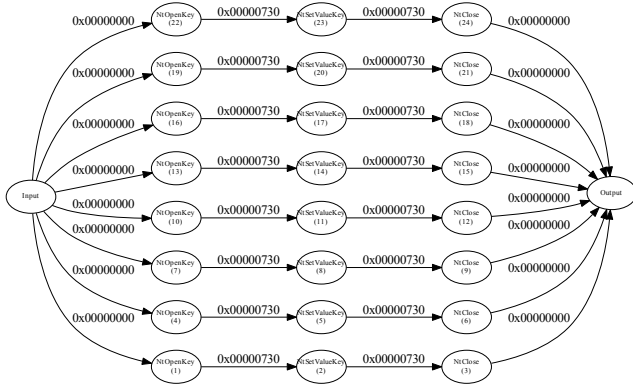 0x00000000
NtOpenKey
(22)
0x00000730
NtSetValueKey
(23)
0x00000730
NtClose
(24)
0x00000000
0x00000000
NtOpenKey
(19)
0x00000730
NtSetValueKey
(20)
0x00000730
NtClose
(21)
0x00000000
0x00000000
NtOpenKey
(16)
0x00000730
NtSetValueKey
(17)
0x00000730
NtClose
(18)
0x00000000
0x00000000
NtOpenKey
(13)
0x00000730
NtSetValueKey
(14)
0x00000730
NtClose
(15)
0x00000000
Input
Output
0x00000000
NtOpenKey
(10)
0x00000730
NtSetValueKey
(11)
0x00000730
NtClose
(12)
0x00000000
0x00000000
NtOpenKey
(7)
0x00000730
NtSetValueKey
(8)
0x00000730
NtClose
(9)
0x00000000
0x00000000
NtOpenKey
(4)
0x00000730
NtSetValueKey
(5)
0x00000730
NtClose
(6)
0x00000000
0x00000000
NtOpenKey
(1)
0x00000730
NtSetValueKey
(2)
0x00000730
NtClose
(3)
0x00000000